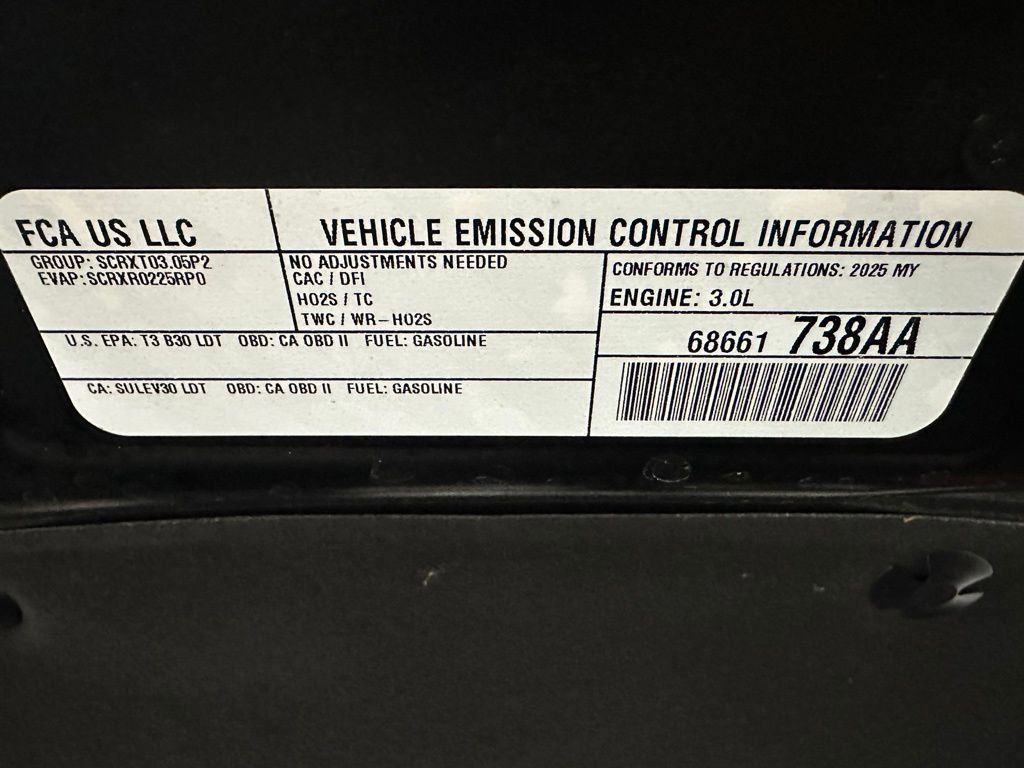 FCA US LLC
VEHICLE EMISSION CONTROL INFORMATION
GROUP: SCRXT03.05P2
EVAP: SCRXR0225RP0
NO ADJUSTMENTS NEEDED
CAC / DFI
HO2S / TC
TWC / WR-HO2S
CONFORMS TO REGULATIONS: 2025 MY
ENGINE: 3.0L
U.S. EPA: T3 B30 LDT OBD: CA OBD II FUEL: GASOLINE
68661 738AA
CA: SULEV30 LDT OBD: CA OBD II FUEL: GASOLINE